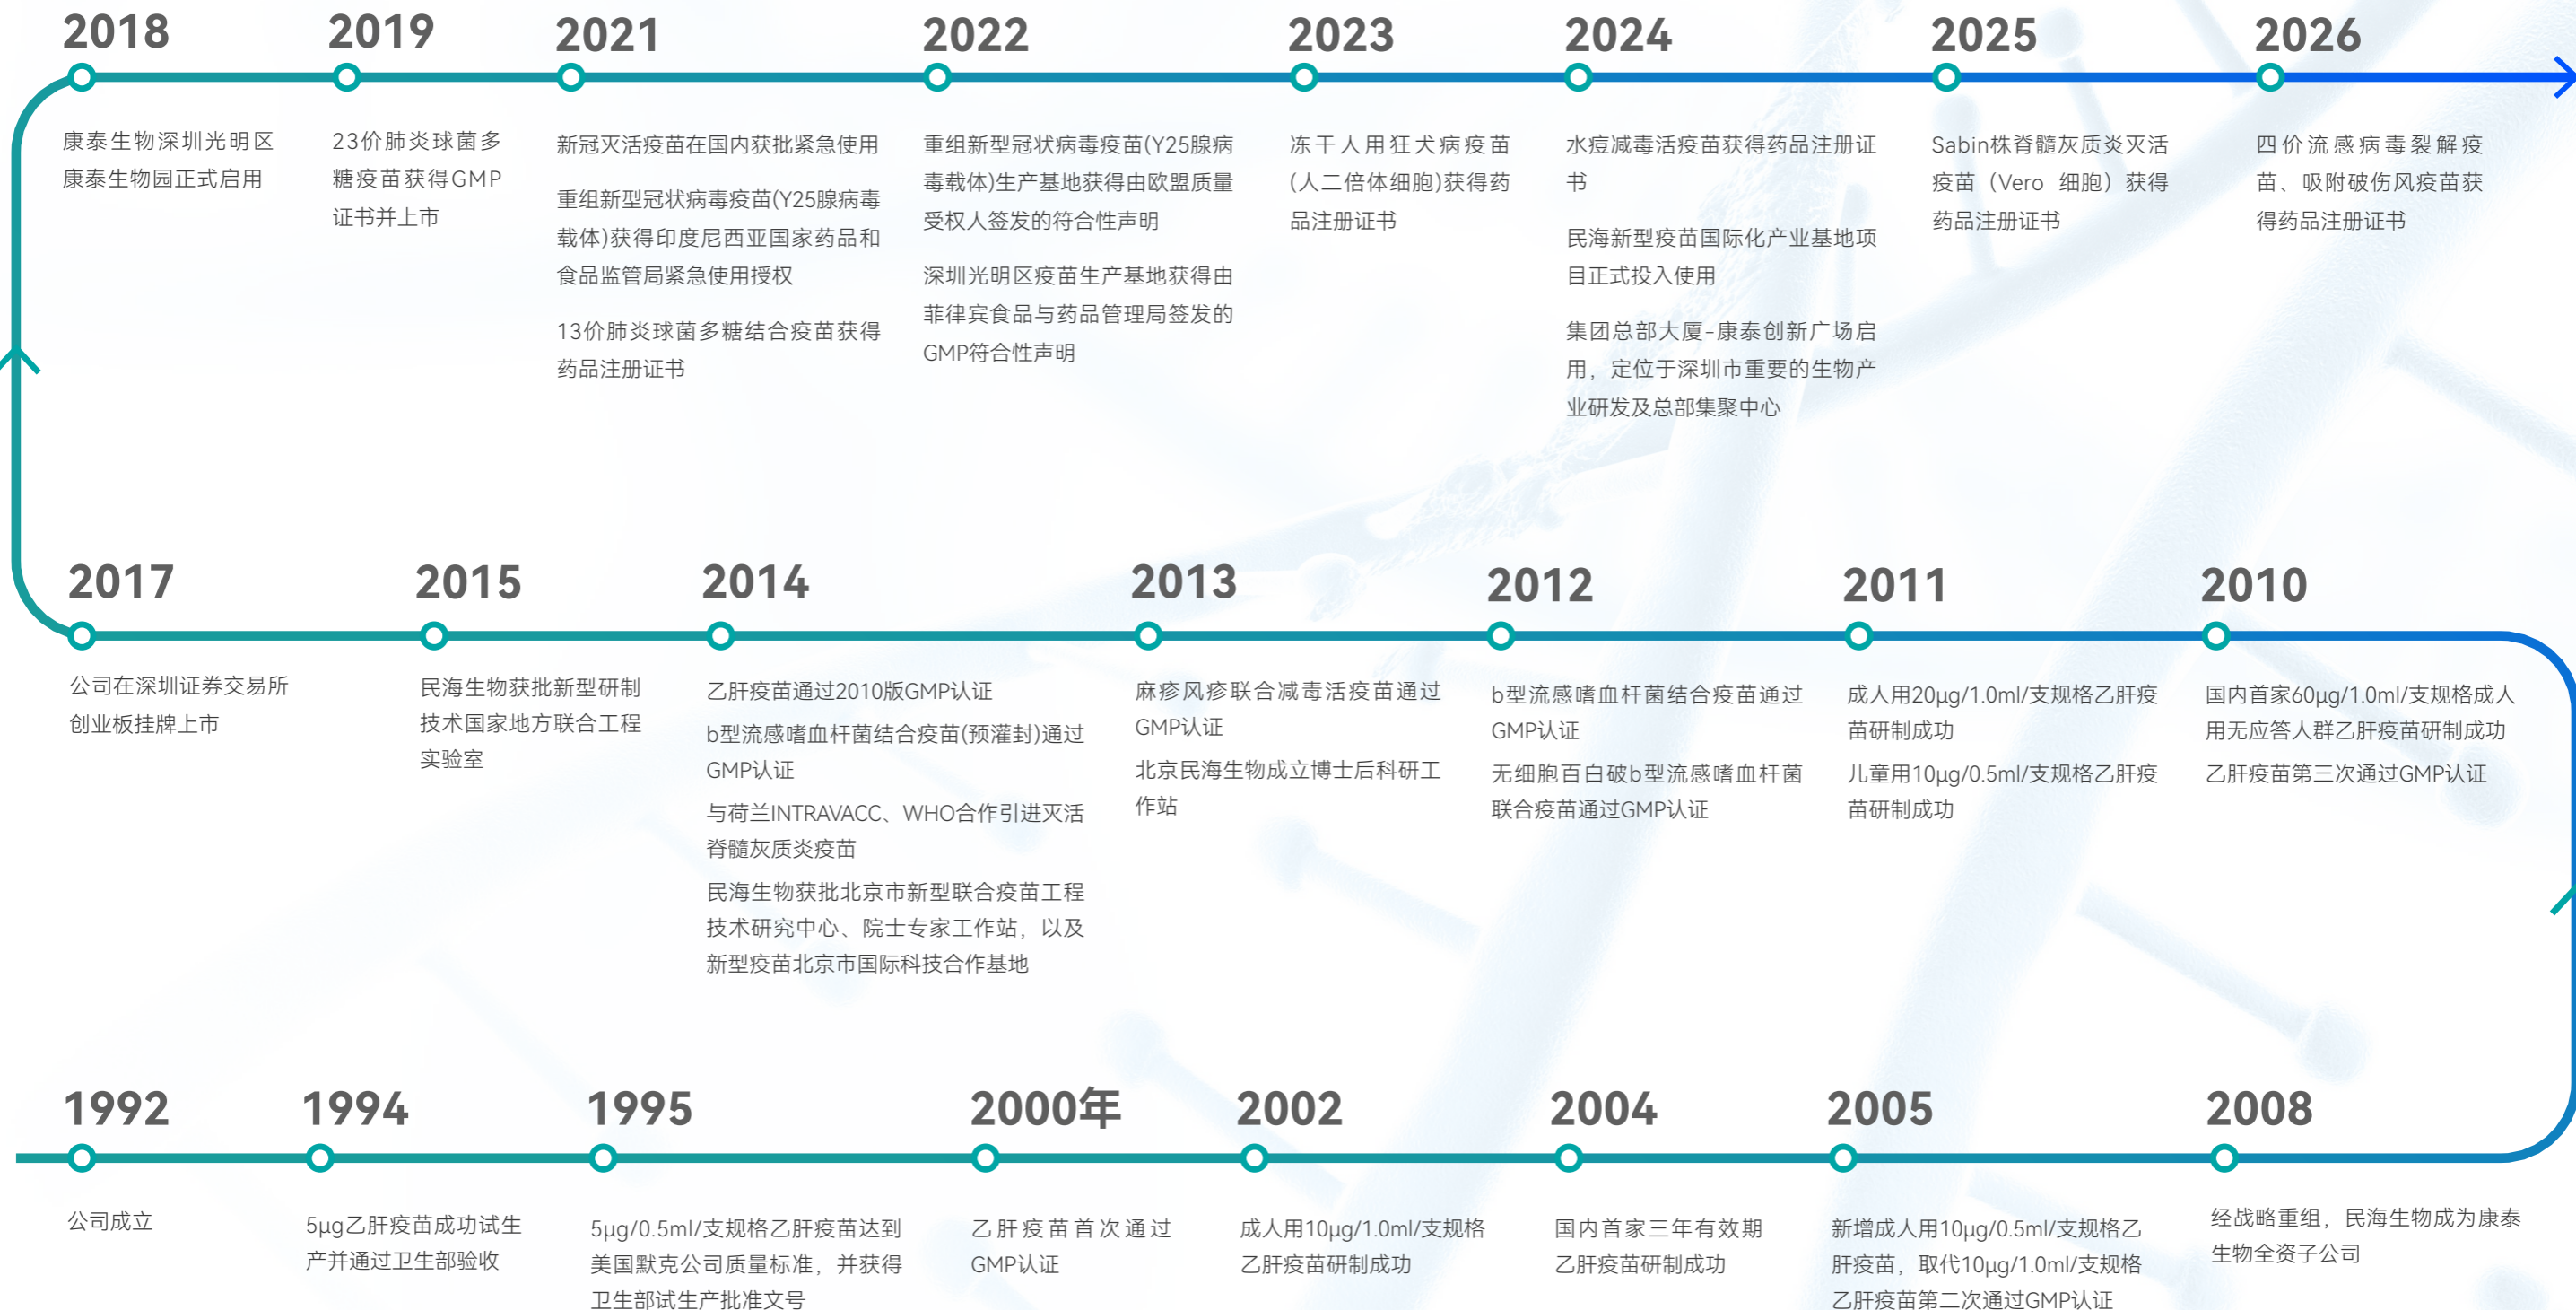 2018
康泰生物深圳光明区
康泰生物园正式启用
2019
23价肺炎球菌多
糖疫苗获得GMP
证书并上市
2021
新冠灭活疫苗在国内获批紧急使用
重组新型冠状病毒疫苗(Y25腺病毒
载体)获得印度尼西亚国家药品和
食品监管局紧急使用授权
13价肺炎球菌多糖结合疫苗获得
药品注册证书
2022
重组新型冠状病毒疫苗(Y25腺病
毒载体)生产基地获得由欧盟质量
受权人签发的符合性声明
深圳光明区疫苗生产基地获得由
菲律宾食品与药品管理局签发的
GMP符合性声明
2023
冻干人用狂犬病疫苗
(人二倍体细胞)获得药
品注册证书
2024
水痘减毒活疫苗获得药品注册证
书
民海新型疫苗国际化产业基地项
目正式投入使用
集团总部大厦-康泰创新广场启
用，定位于深圳市重要的生物产
业研发及总部集聚中心
2025
Sabin株脊髓灰质炎灭活
疫苗（Vero 细胞）获得
药品注册证书
2026
四价流感病毒裂解疫
苗、吸附破伤风疫苗获
得药品注册证书
2017
公司在深圳证券交易所
创业板挂牌上市
2015
民海生物获批新型研制
技术国家地方联合工程
实验室
2014
乙肝疫苗通过2010版GMP认证
b型流感嗜血杆菌结合疫苗(预灌封)通过
GMP认证
与荷兰INTRAVACC、WHO合作引进灭活
脊髓灰质炎疫苗
民海生物获批北京市新型联合疫苗工程
技术研究中心、院士专家工作站，以及
新型疫苗北京市国际科技合作基地
2013
麻疹风疹联合减毒活疫苗通过
GMP认证
北京民海生物成立博士后科研工
作站
2012
b型流感嗜血杆菌结合疫苗通过
GMP认证
无细胞百白破b型流感嗜血杆菌
联合疫苗通过GMP认证
2011
成人用20μg/1.0ml/支规格乙肝疫
苗研制成功
儿童用10μg/0.5ml/支规格乙肝疫
苗研制成功
2010
国内首家60μg/1.0ml/支规格成人
用无应答人群乙肝疫苗研制成功
乙肝疫苗第三次通过GMP认证
1992
公司成立
1994
5μg乙肝疫苗成功试生
产并通过卫生部验收
1995
5μg/0.5ml/支规格乙肝疫苗达到
美国默克公司质量标准，并获得
卫生部试生产批准文号
2000年
乙肝疫苗首次通过
GMP认证
2002
成人用10μg/1.0ml/支规格
乙肝疫苗研制成功
2004
国内首家三年有效期
乙肝疫苗研制成功
2005
新增成人用10μg/0.5ml/支规格乙
肝疫苗，取代10μg/1.0ml/支规格
乙肝疫苗第二次通过GMP认证
2008
经战略重组，民海生物成为康泰
生物全资子公司